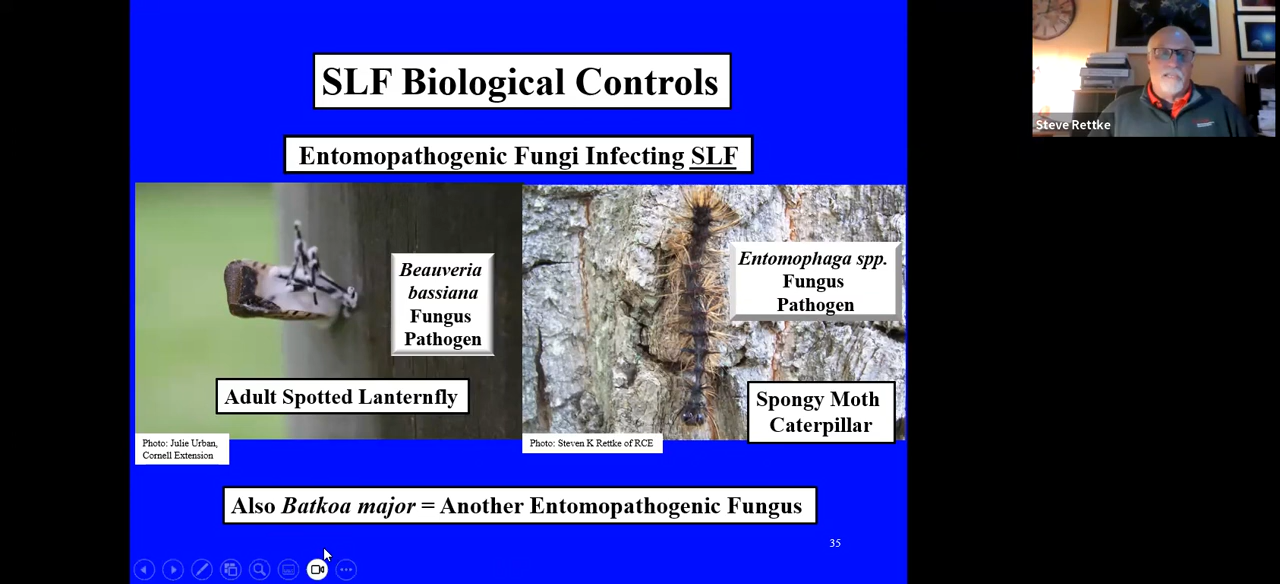 SLF Biological Controls
Entomopathogenic Fungi Infecting SLF
Beauveria
bassiana
Fungus
Pathogen
Adult Spotted Lanternfly
Photo: Julie Urban,
Cornell Extension
Entomophaga spp.
Fungus
Pathogen
Spongy Moth
Caterpillar
Photo: Steven K Rettke of RCE
Also Batkoa major = Another Entomopathogenic Fungus
35
Steve Rettke